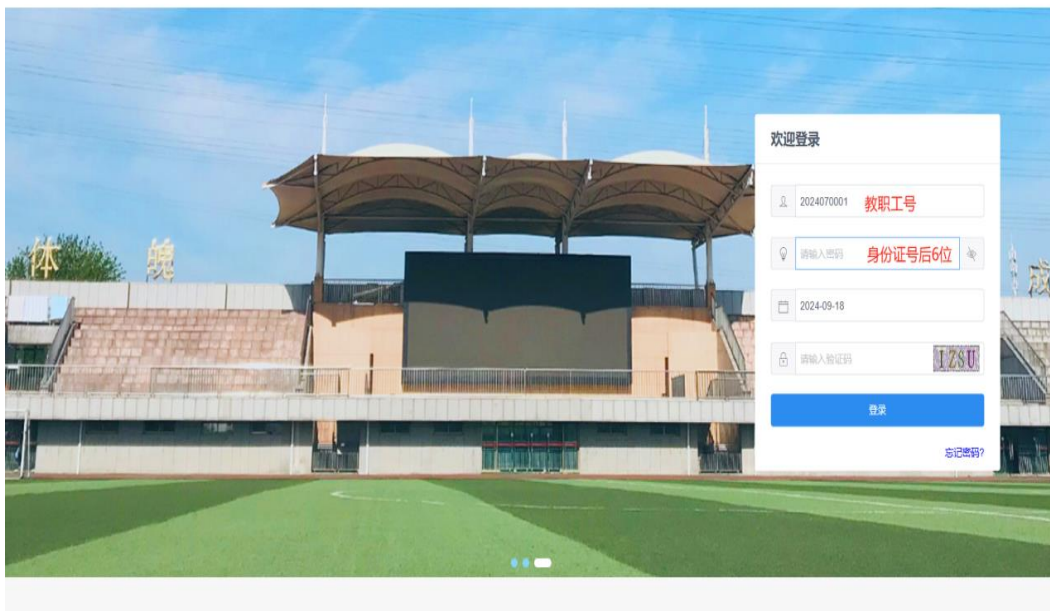 欢迎登录
2024070001 教职工号
请输入密码 身份证号后6位
体 魄
成
2024-09-18
请输入验证码 IZSU
登录
忘记密码?